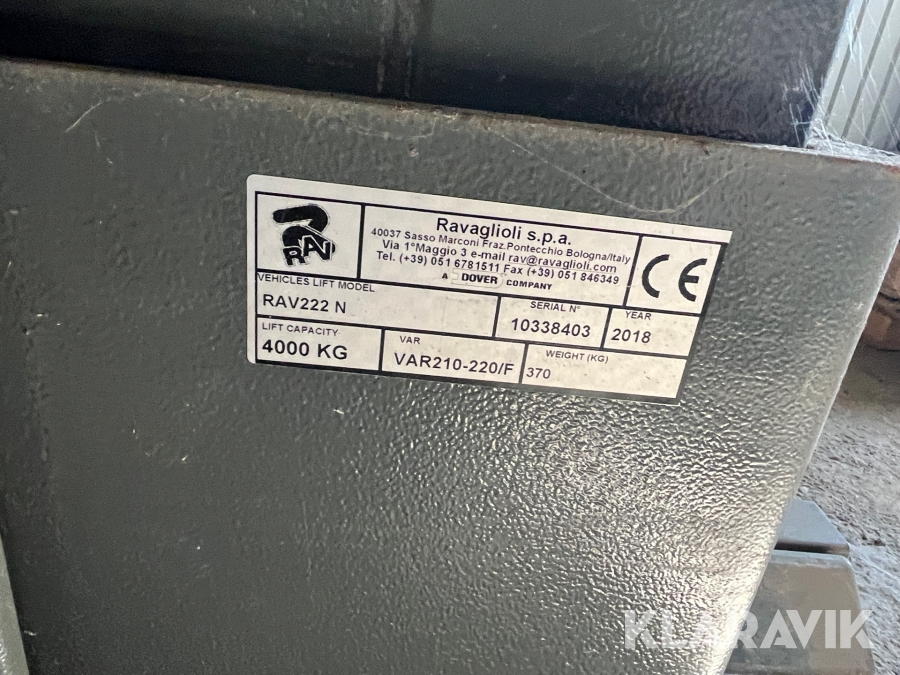 RAV
Ravaglioli s.p.a.
40037 Sasso Marconi Fraz.Pontecchio Bologna/Italy
Via 1°Maggio 3 e-mail rav@ravaglioli.com
Tel. (+39) 051 6781511 Fax (+39) 051 846349
A DOVER COMPANY
CE
VEHICLES LIFT MODEL
RAV222 N
SERIAL N°
10338403
YEAR
2018
LIFT CAPACITY
4000 KG
VAR
VAR210-220/F
WEIGHT (KG)
370
KLARAVIK